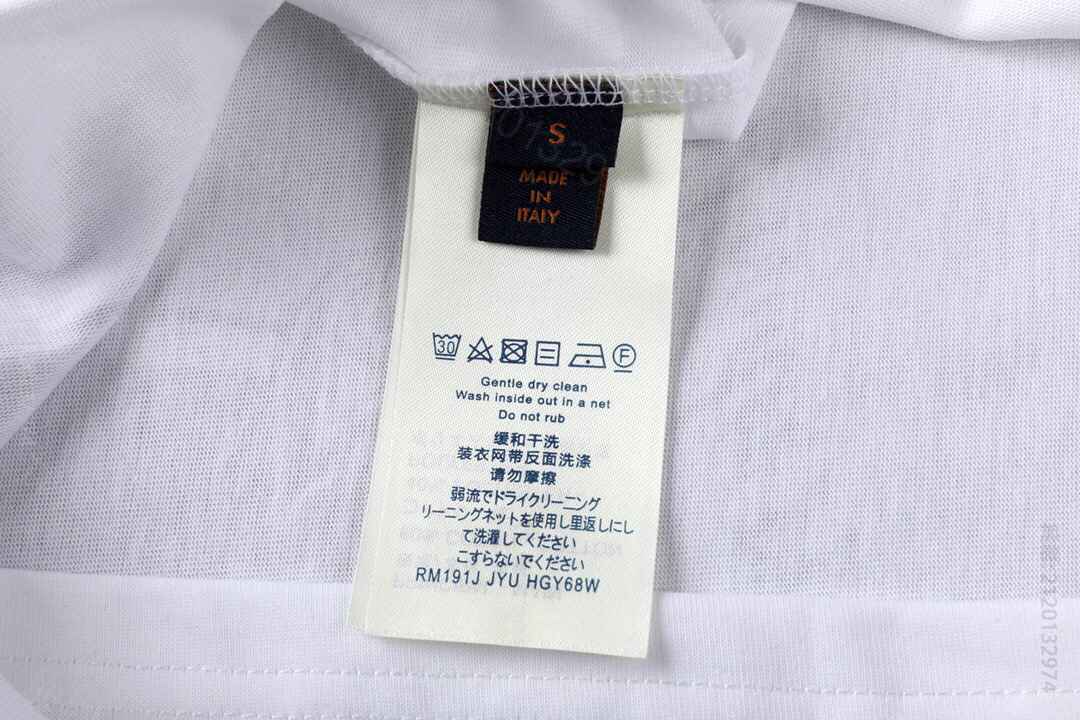 S
MADE
IN
ITALY
30
F
Gentle dry clean
Wash inside out in a net
Do not rub
缓和干洗
装衣网带反面洗涤
请勿摩擦
弱流でドライクリーニング
リーニングネットを使用し里返しにし
て洗濯してください
こすらないでください
RM191J JYU HGY68W
212013297​4